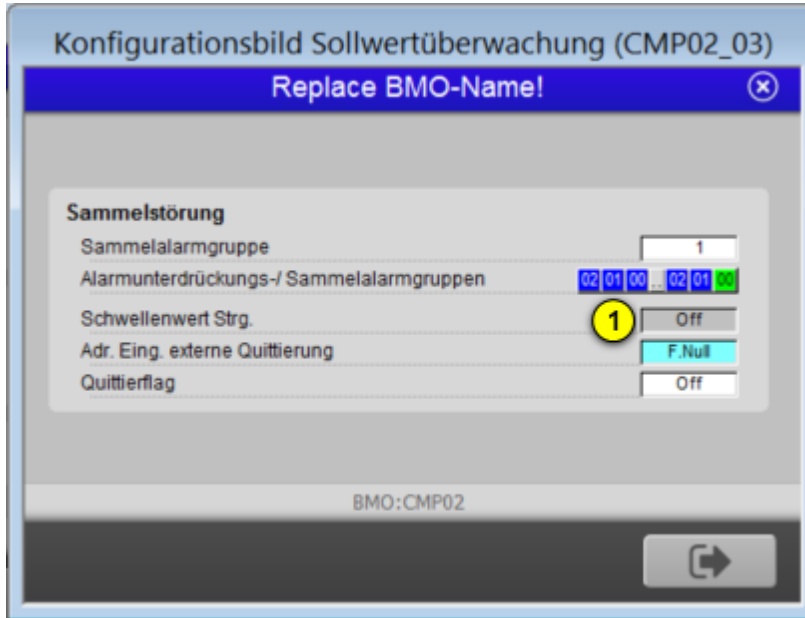 Konfigurationsbild Sollwertüberwachung (CMP02_03)
Replace BMO-Name!
Sammelstörung
Sammelalarmgruppe 1
Alarmunterdrückungs-/ Sammelalarmgruppen 02 01 00 ... 02 01 00
Schwellenwert Strg. 1 Off
Adr. Eing. externe Quittierung F.Null
Quittierflag Off
BMO:CMP02